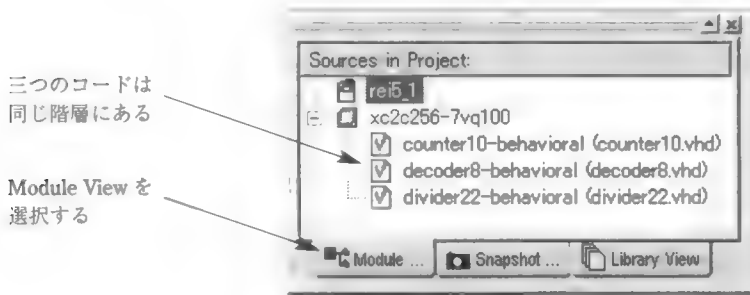 三つのコードは
同じ階層にある
Module View を
選択する
Sources in Project:
rei5_1
xc2c256-7vq100
counter10-behavioral (counter10.vhd)
decoder8-behavioral (decoder8.vhd)
divider22-behavioral (divider22.vhd)
Module ...
Snapshot ...
Library View